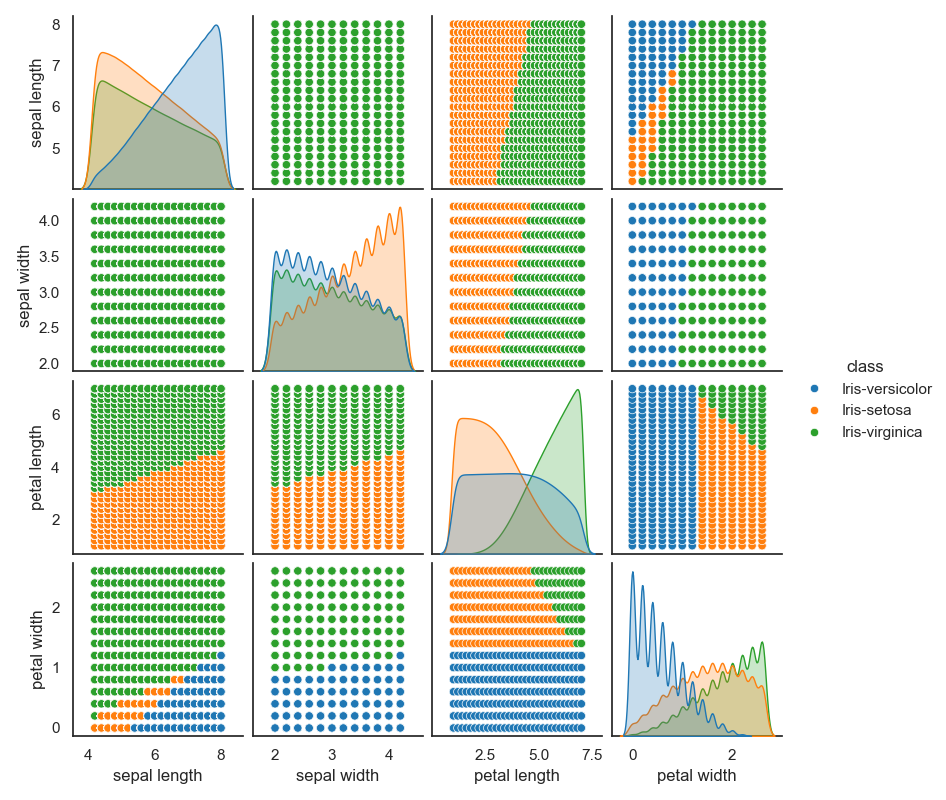 8
7
6
5
sepal length
4.0
3.5
3.0
2.5
2.0
sepal width
class
Iris-versicolor
Iris-setosa
Iris-virginica
6
4
2
petal length
2
1
0
petal width
4 6 8
sepal length
2 3 4
sepal width
2.5 5.0 7.5
petal length
0 2
petal width